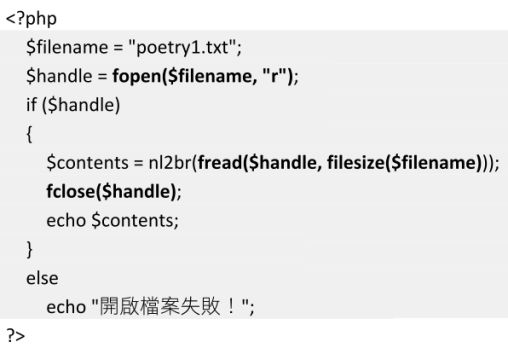 <?php
$filename = "poetry1.txt";
$handle = fopen($filename, "r");
if ($handle)
{
$contents = nl2br(fread($handle, filesize($filename)));
fclose($handle);
echo $contents;
}
else
echo "開啟檔案失敗！";
?>